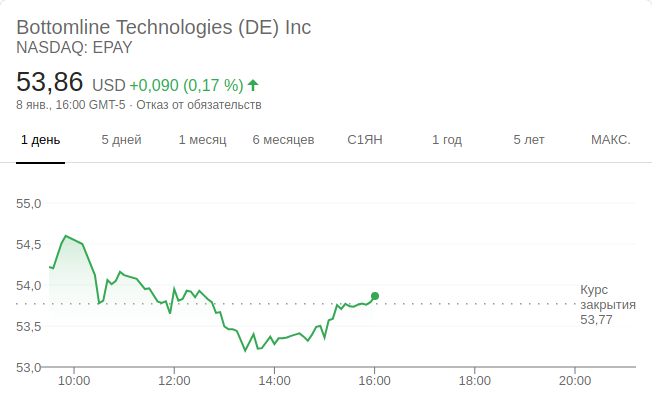 Bottomline Technologies (DE) Inc
NASDAQ: EPAY
53,86 USD +0,090 (0,17 %)
8 янв., 16:00 GMT-5 · Отказ от обязательств
1 день 5 дней 1 месяц 6 месяцев С1ЯН 1 год 5 лет МАКС.
55,0
54,5
54,0
53,5
53,0
Курс
закрытия
53,77
10:00 12:00 14:00 16:00 18:00 20:00